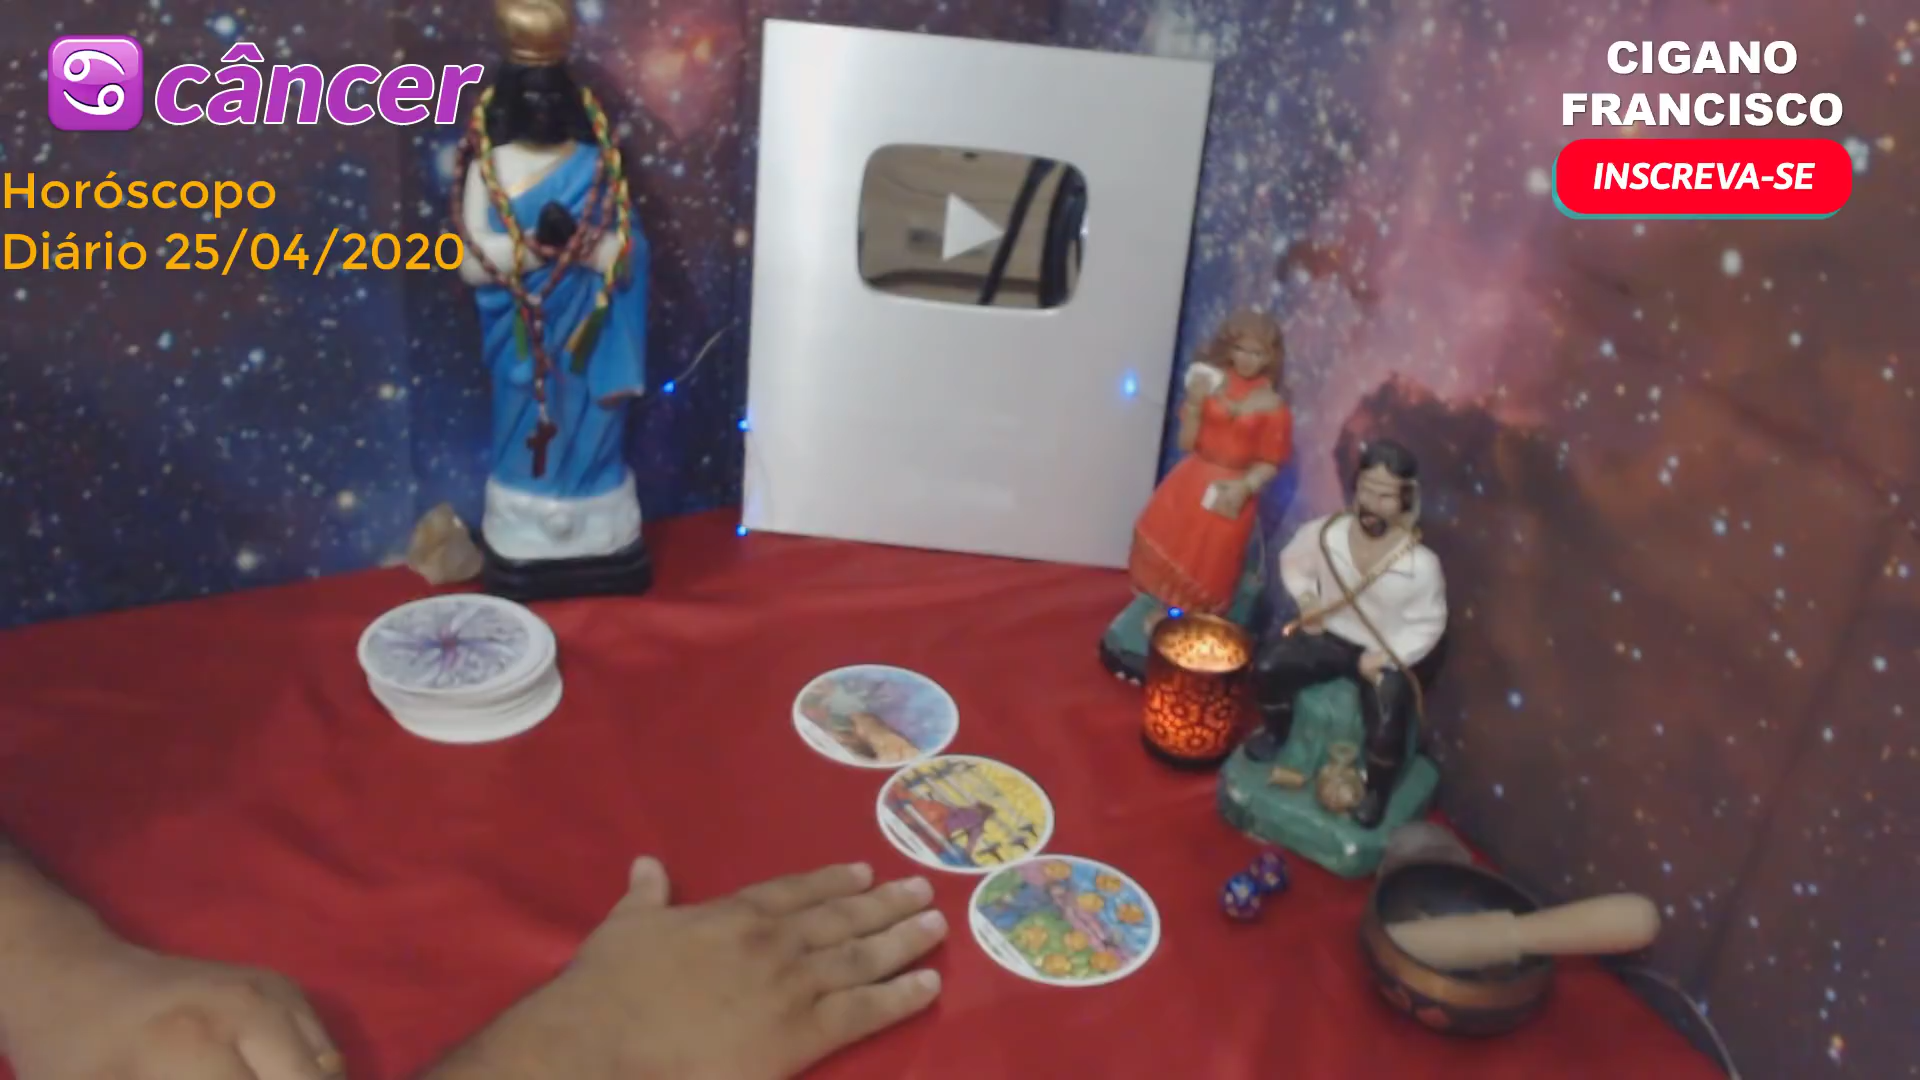 câncer
Horóscopo
Diário 25/04/2020
CIGANO
FRANCISCO
INSCREVA-SE